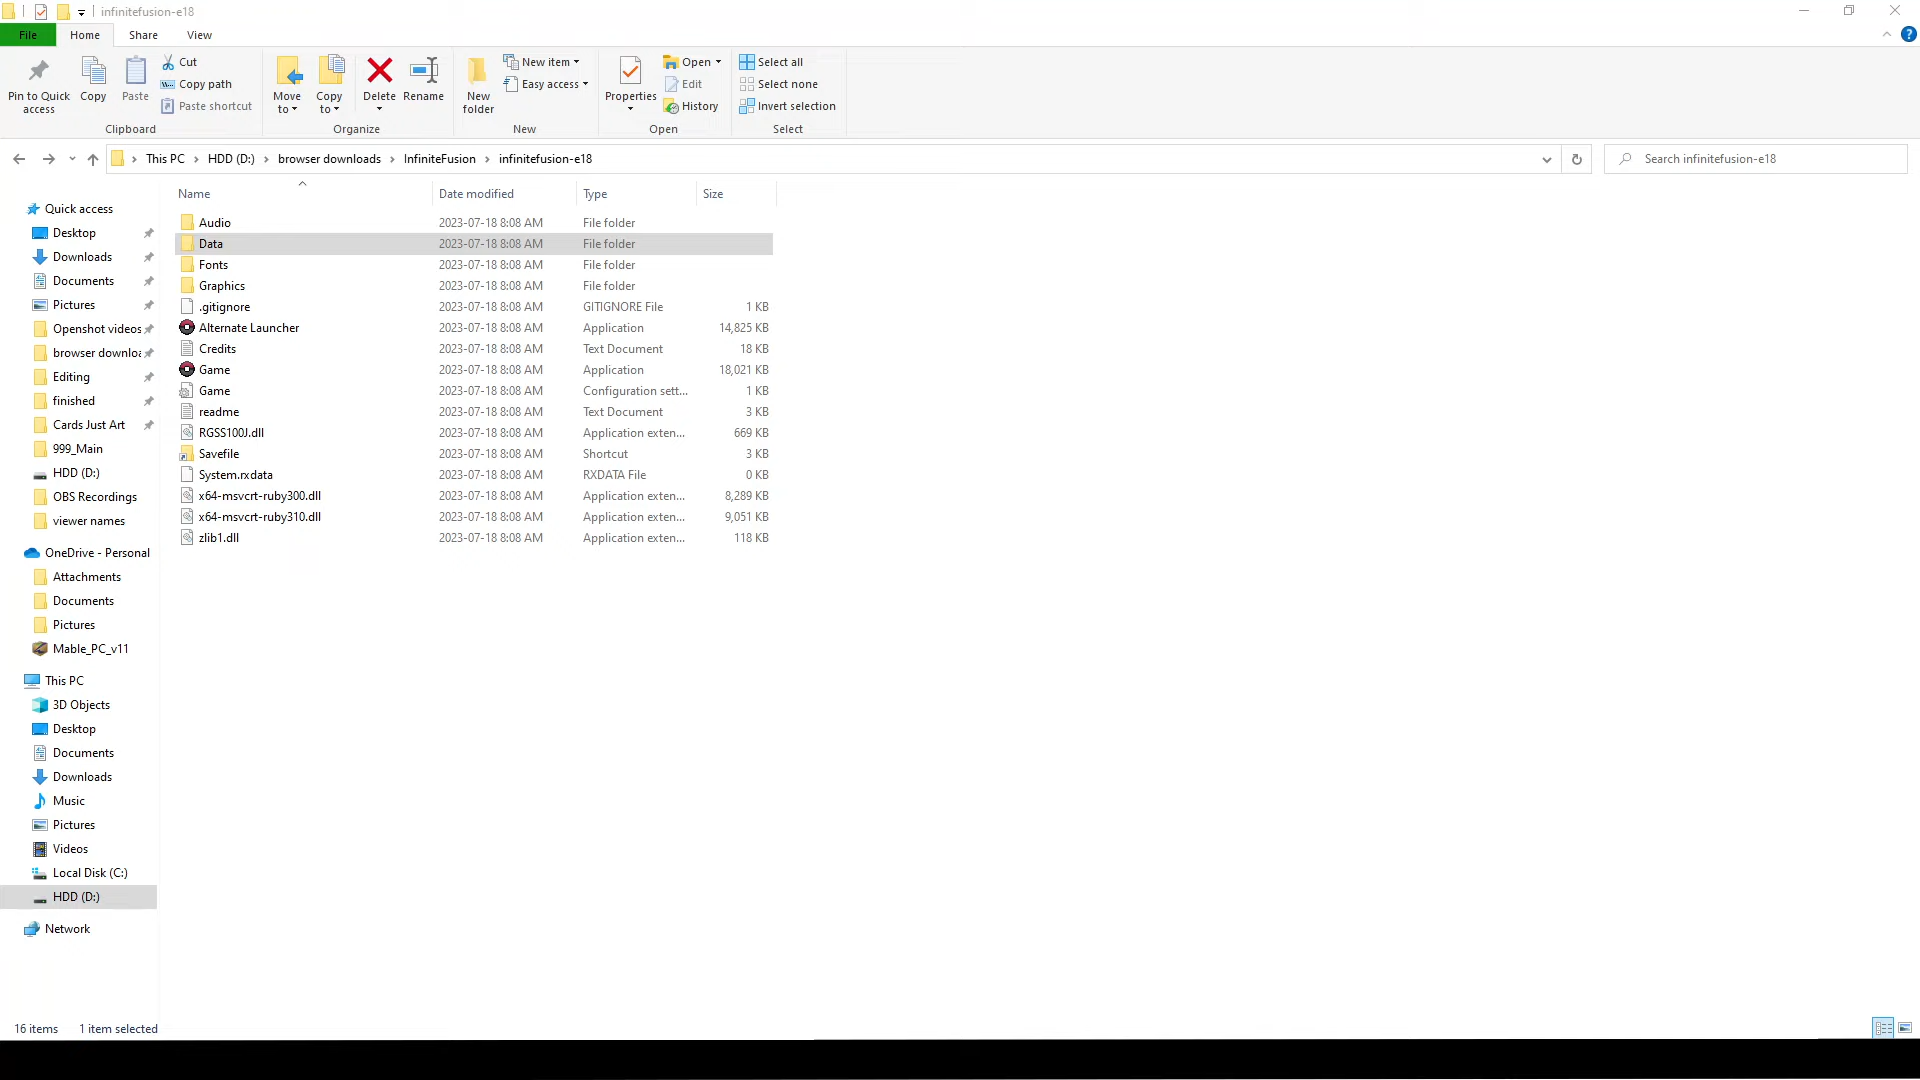 infinitefusion-e18
File Home Share View
Pin to Quick access
Copy
Paste
Cut
Copy path
Paste shortcut
Clipboard
Move to
Copy to
Delete
Rename
Organize
New folder
New item
Easy access
New
Properties
Open
Edit
History
Open
Select all
Select none
Invert selection
Select
This PC HDD (D:) browser downloads InfiniteFusion infinitefusion-e18
Search infinitefusion-e18
Quick access
Desktop
Downloads
Documents
Pictures
Openshot videos
browser downloa
Editing
finished
Cards Just Art
999_Main
HDD (D:)
OBS Recordings
viewer names
OneDrive - Personal
Attachments
Documents
Pictures
Mable_PC_v11
This PC
3D Objects
Desktop
Documents
Downloads
Music
Pictures
Videos
Local Disk (C:)
HDD (D:)
Network
Name Date modified Type Size
Audio 2023-07-18 8:08 AM File folder
Data 2023-07-18 8:08 AM File folder
Fonts 2023-07-18 8:08 AM File folder
Graphics 2023-07-18 8:08 AM File folder
.gitignore 2023-07-18 8:08 AM GITIGNORE File 1 KB
Alternate Launcher 2023-07-18 8:08 AM Application 14,825 KB
Credits 2023-07-18 8:08 AM Text Document 18 KB
Game 2023-07-18 8:08 AM Application 18,021 KB
Game 2023-07-18 8:08 AM Configuration sett... 1 KB
readme 2023-07-18 8:08 AM Text Document 3 KB
RGSS100J.dll 2023-07-18 8:08 AM Application exten... 669 KB
Savefile 2023-07-18 8:08 AM Shortcut 3 KB
System.rxdata 2023-07-18 8:08 AM RXDATA File 0 KB
x64-msvcrt-ruby300.dll 2023-07-18 8:08 AM Application exten... 8,289 KB
x64-msvcrt-ruby310.dll 2023-07-18 8:08 AM Application exten... 9,051 KB
zlib1.dll 2023-07-18 8:08 AM Application exten... 118 KB
16 items 1 item selected